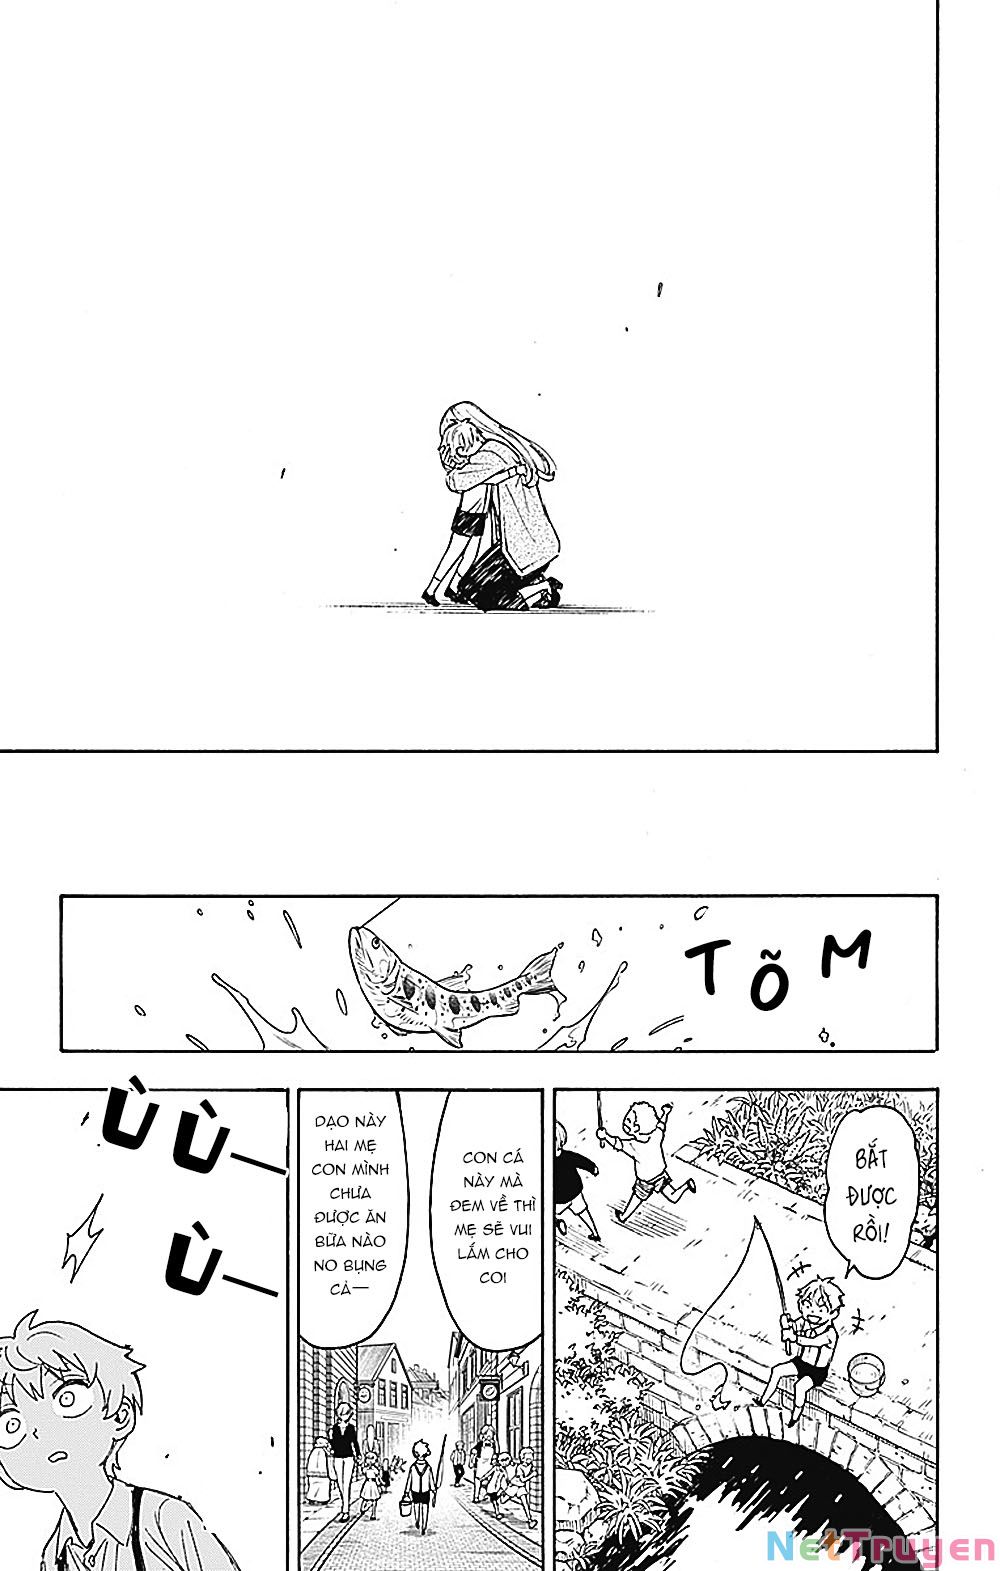 TÕM
BẮT
ĐƯỢC
RỒI!
CON CÁ
NÀY MÀ
ĐEM VỀ THÌ
MẸ SẼ VUI
LẮM CHO
COI
DẠO NÀY
HAI MẸ
CON MÌNH
CHƯA
ĐƯỢC ĂN
BỮA NÀO
NO BỤNG
CẢ—
ÙÙ—
Ù—
NetTruyen